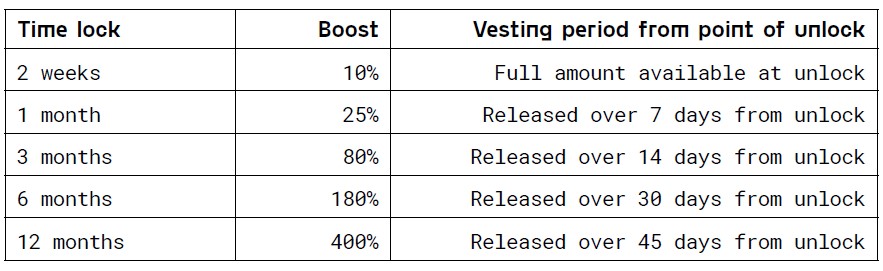 Time lock Boost Vesting period from point of unlock
2 weeks 10% Full amount available at unlock
1 month 25% Released over 7 days from unlock
3 months 80% Released over 14 days from unlock
6 months 180% Released over 30 days from unlock
12 months 400% Released over 45 days from unlock